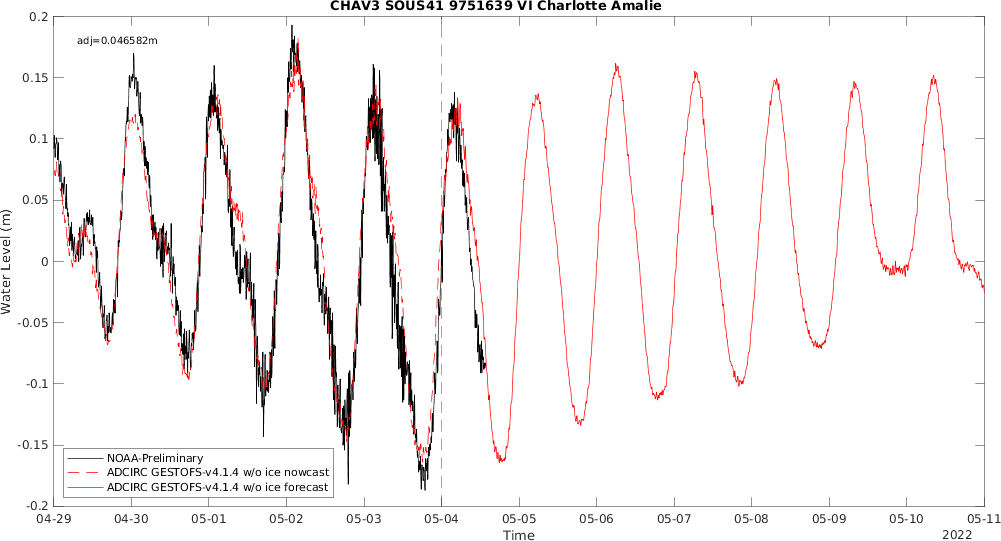 CHAV3 SOUS41 9751639 VI Charlotte Amalie
adj=0.046582m
0.2
0.15
0.1
0.05
0
-0.05
-0.1
-0.15
-0.2
Water Level (m)
NOAA-Preliminary
ADCIRC GESTOFS-v4.1.4 w/o ice nowcast
ADCIRC GESTOFS-v4.1.4 w/o ice forecast
04-29 04-30 05-01 05-02 05-03 05-04 05-05 05-06 05-07 05-08 05-09 05-10 05-11
Time
2022